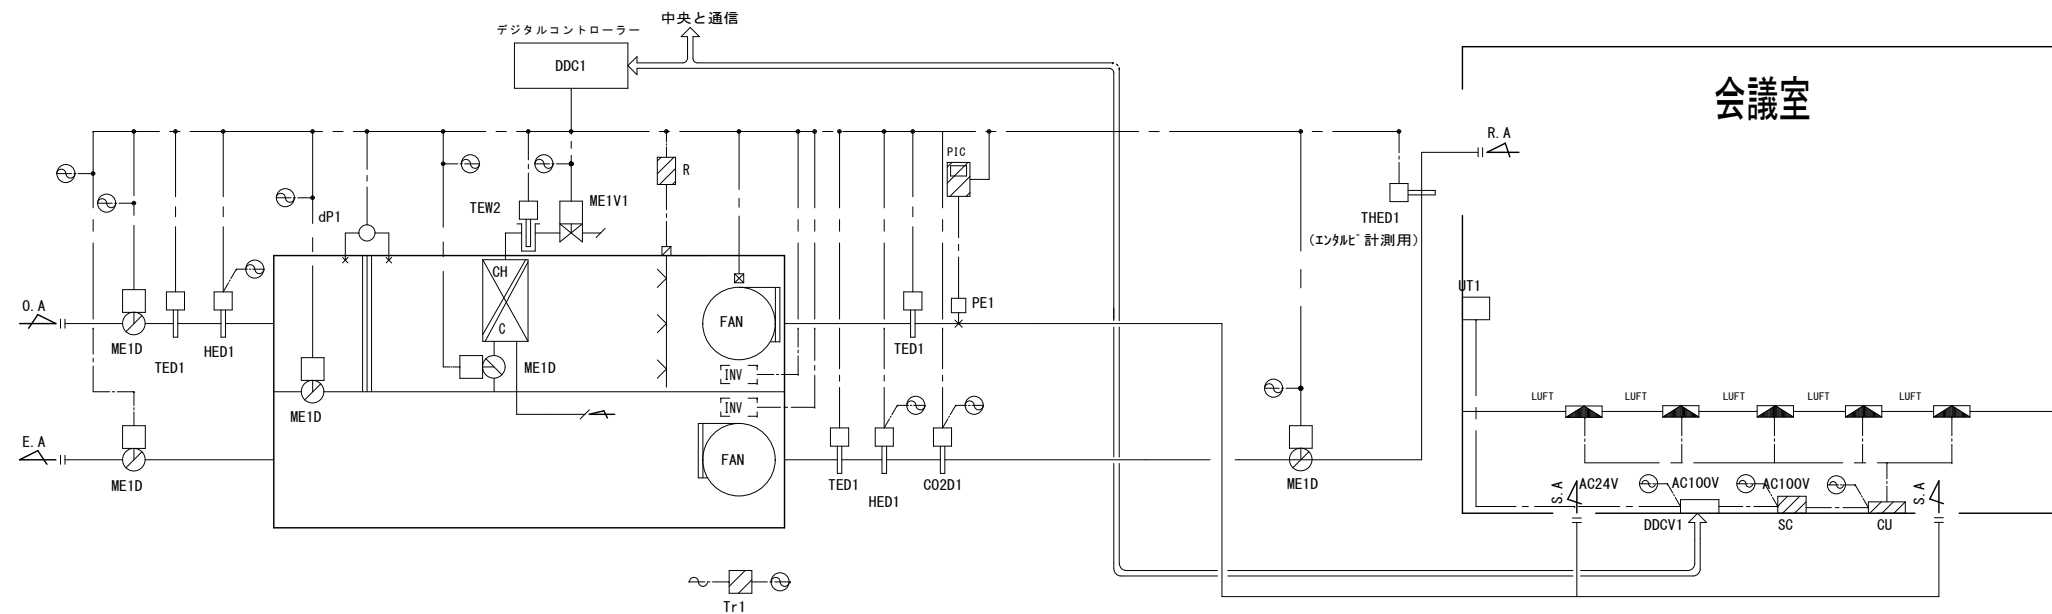 中央と通信
デジタルコントローラー
DDC1
会議室
R.A
PIC
R
TEW2
ME1V1
dP1
THED1
(エンタルピ計測用)
CH
C
UT1
O.A
FAN
PE1
ME1D
TED1
HED1
ME1D
TED1
INV
ME1D
INV
LUFT
LUFT
LUFT
LUFT
LUFT
E.A
ME1D
FAN
TED1
HED1
CO2D1
ME1D
S.A
AC24V
AC100V
AC100V
S.A
DDCV1
SC
CU
Tr1